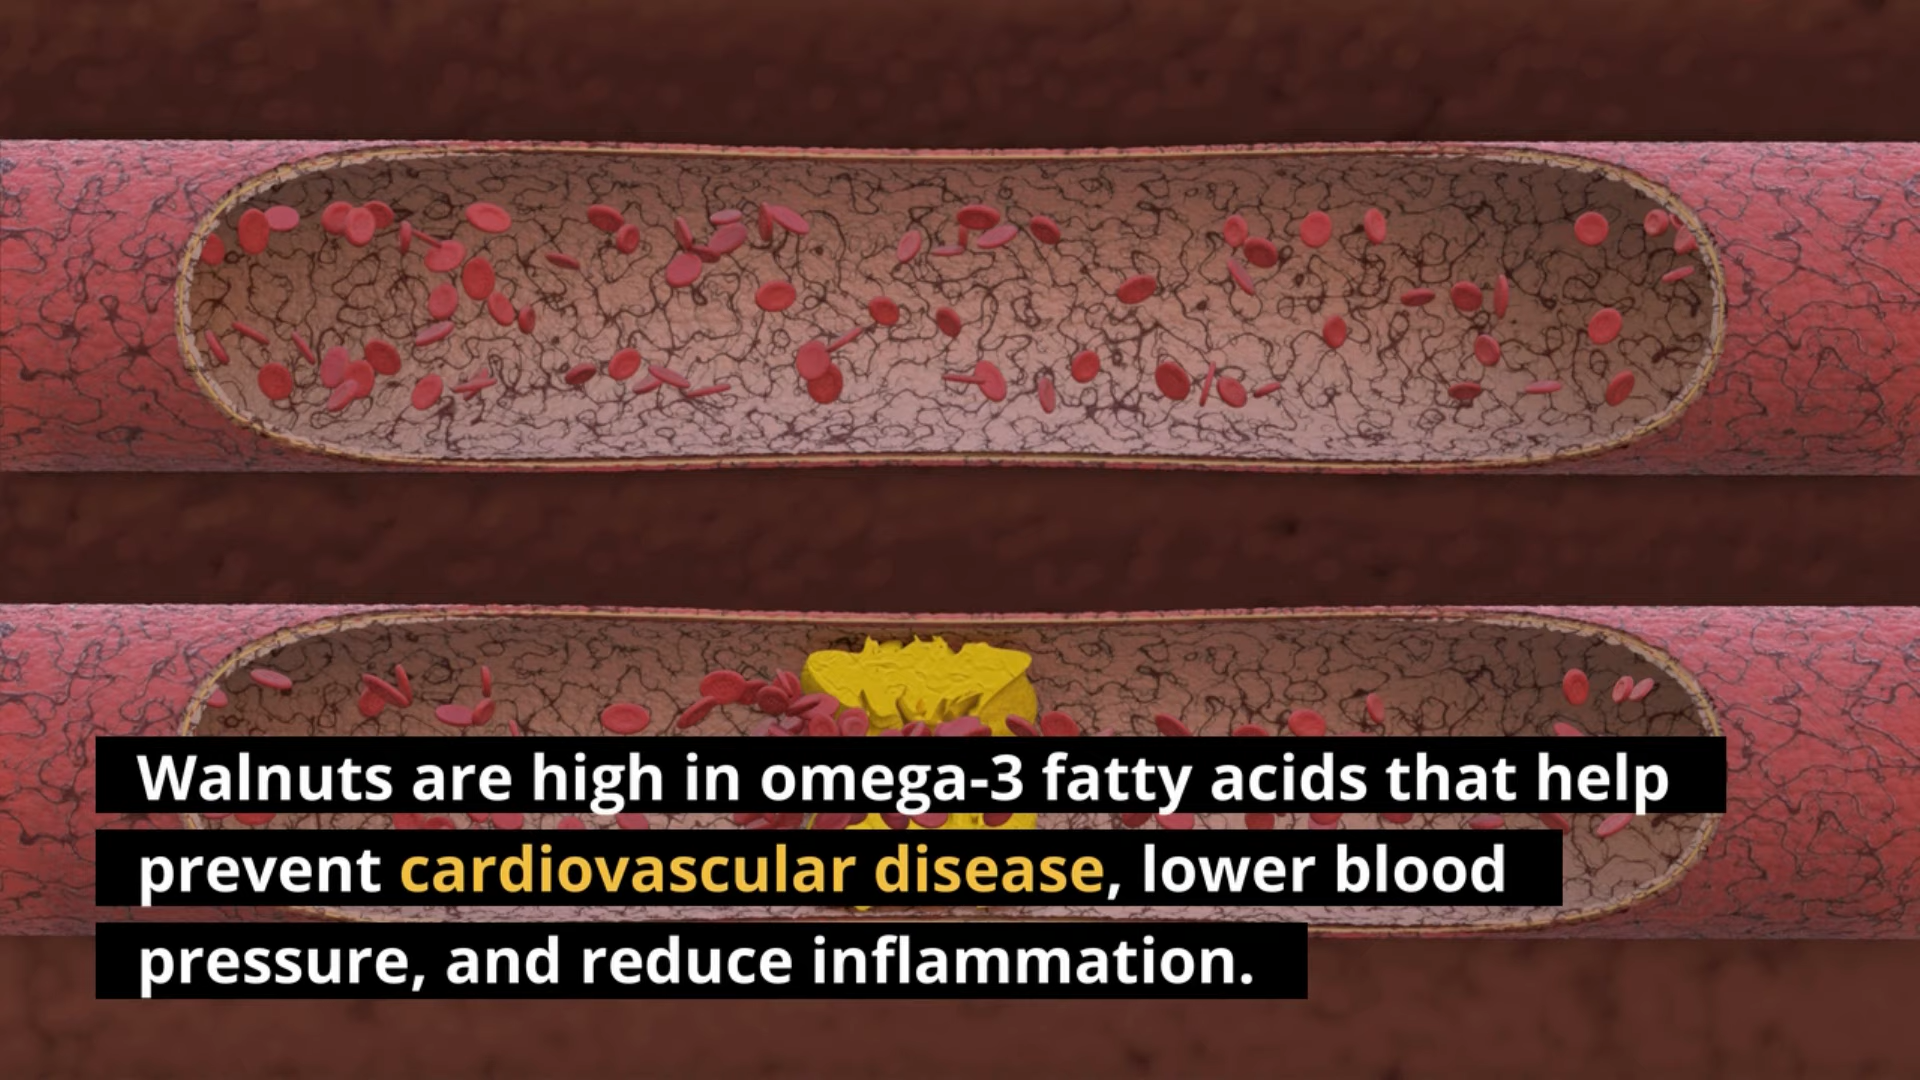 Walnuts are high in omega-3 fatty acids that help
prevent cardiovascular disease, lower blood
pressure, and reduce inflammation.